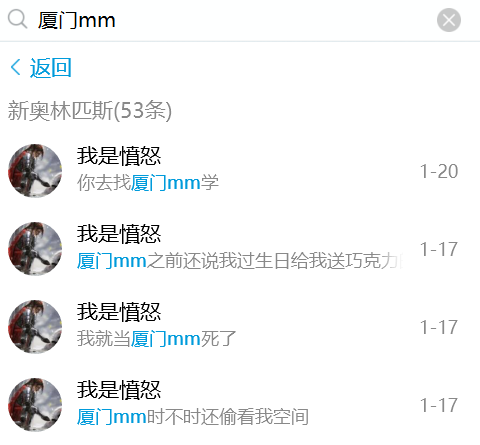 厦门mm
返回
新奥林匹斯(53条)
我是憤怒
1-20
你去找厦门mm学
我是憤怒
1-17
厦门mm之前还说我过生日给我送巧克力
我是憤怒
1-17
我就当厦门mm死了
我是憤怒
1-17
厦门mm时不时还偷看我空间